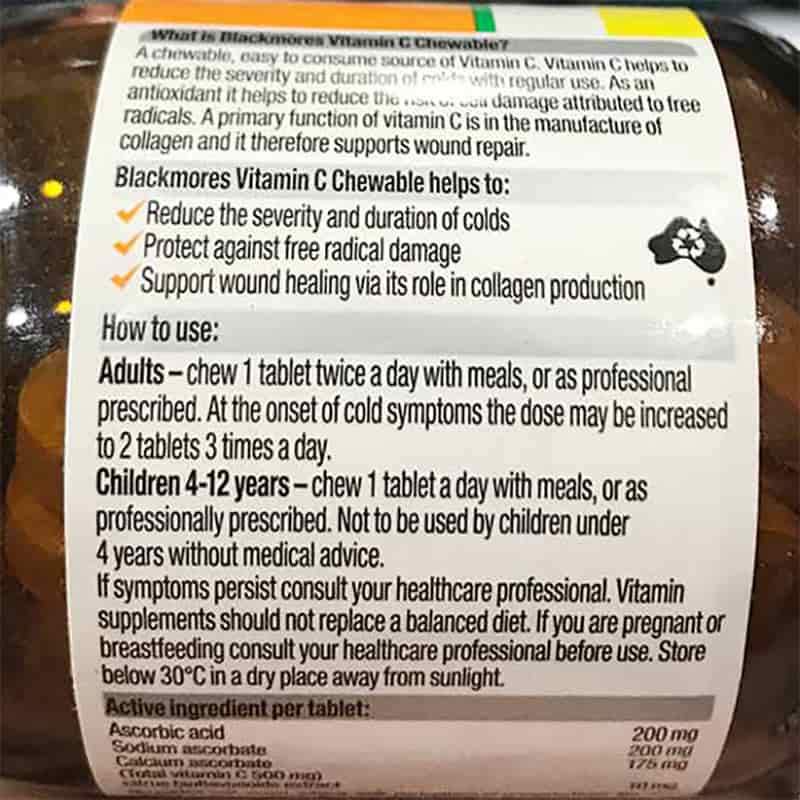 What is Blackmores Vitamin C Chewable?
A chewable, easy to consume source of Vitamin C. Vitamin C helps to
reduce the severity and duration of colds with regular use. As an
antioxidant it helps to reduce the damage attributed to free
radicals. A primary function of vitamin C is in the manufacture of
collagen and it therefore supports wound repair.
Blackmores Vitamin C Chewable helps to:
Reduce the severity and duration of colds
Protect against free radical damage
Support wound healing via its role in collagen production
How to use:
Adults – chew 1 tablet twice a day with meals, or as professional
prescribed. At the onset of cold symptoms the dose may be increased
to 2 tablets 3 times a day.
Children 4-12 years – chew 1 tablet a day with meals, or as
professionally prescribed. Not to be used by children under
4 years without medical advice.
If symptoms persist consult your healthcare professional. Vitamin
supplements should not replace a balanced diet. If you are pregnant or
breastfeeding consult your healthcare professional before use. Store
below 30°C in a dry place away from sunlight.
Active ingredient per tablet:
Ascorbic acid 200 mg
Sodium ascorbate 200 mg
Calcium ascorbate 175 mg
(Total vitamin C 500 mg)